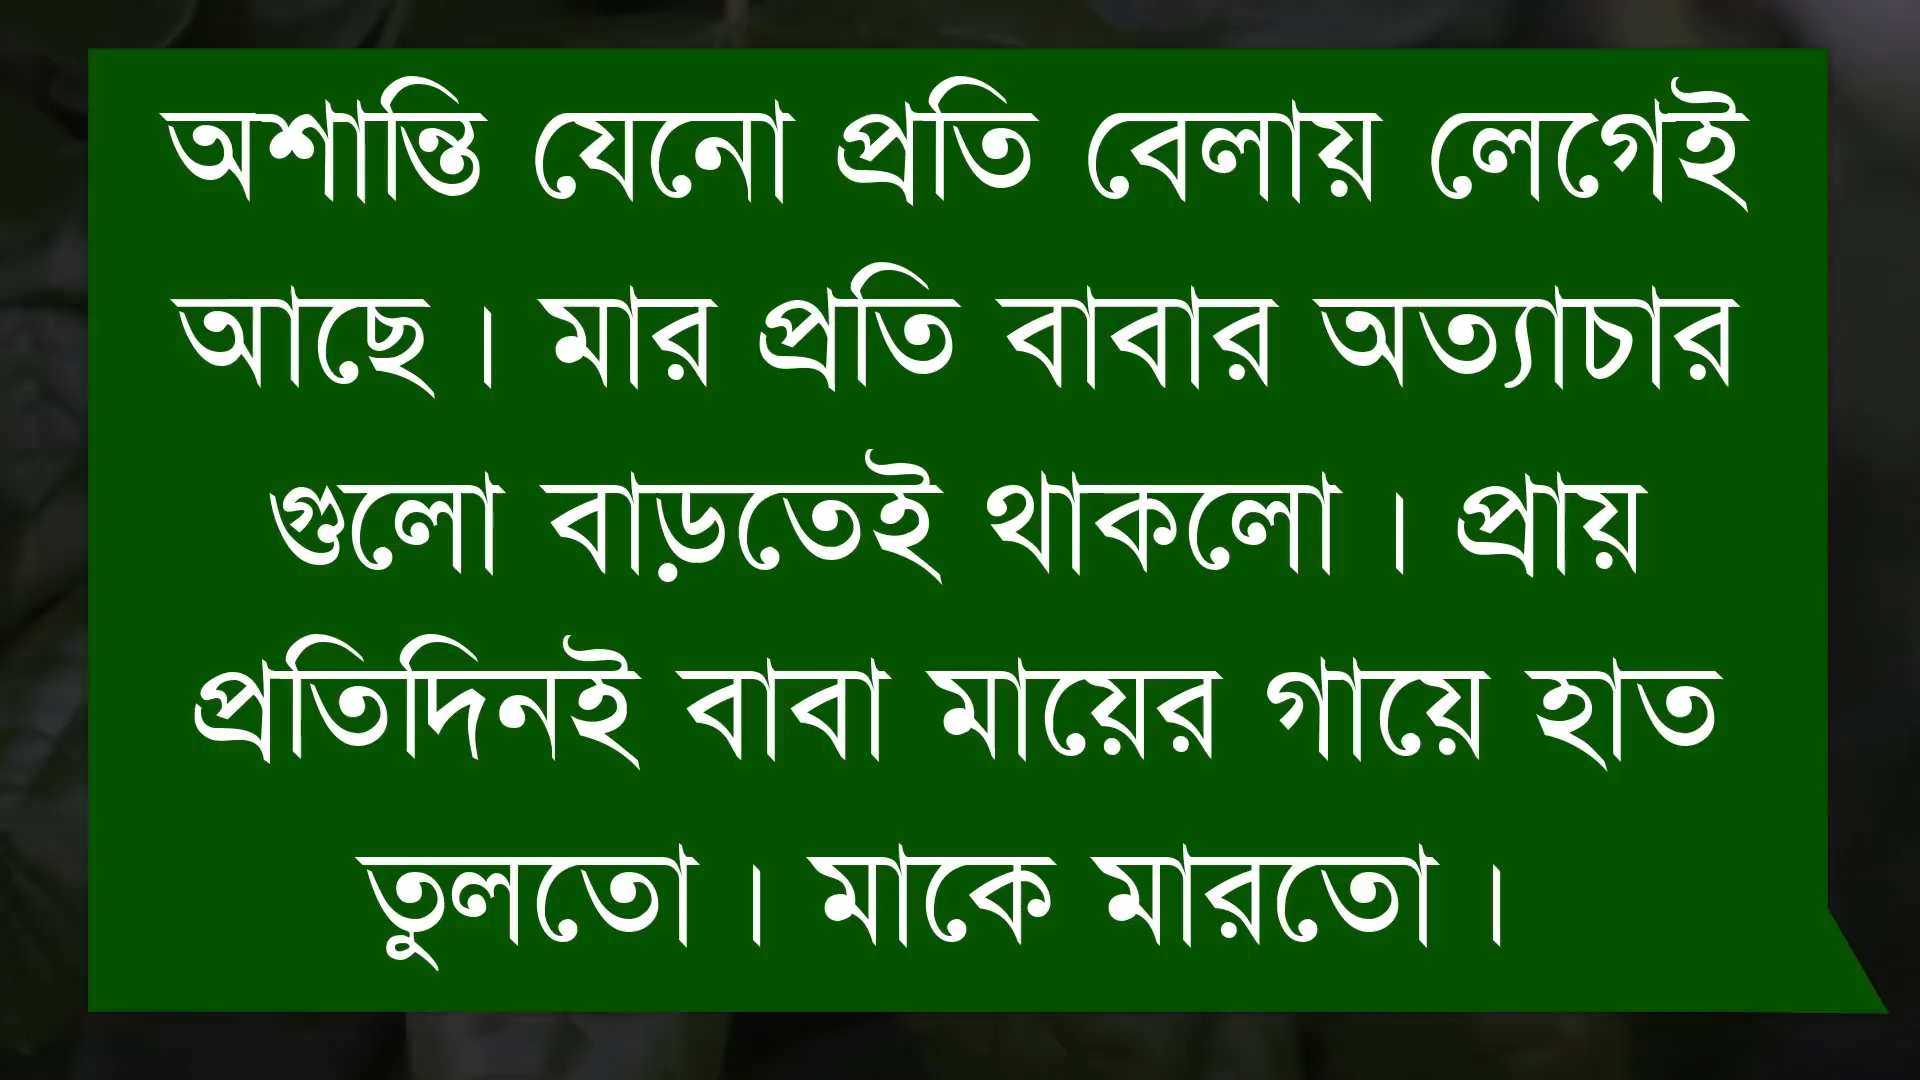 অশান্তি যেনো প্রতি বেলায় লেগেই
আছে। মার প্রতি বাবার অত্যাচার
গুলো বাড়তেই থাকলো। প্রায়
প্রতিদিনই বাবা মায়ের গায়ে হাত
তুলতো। মাকে মারতো।